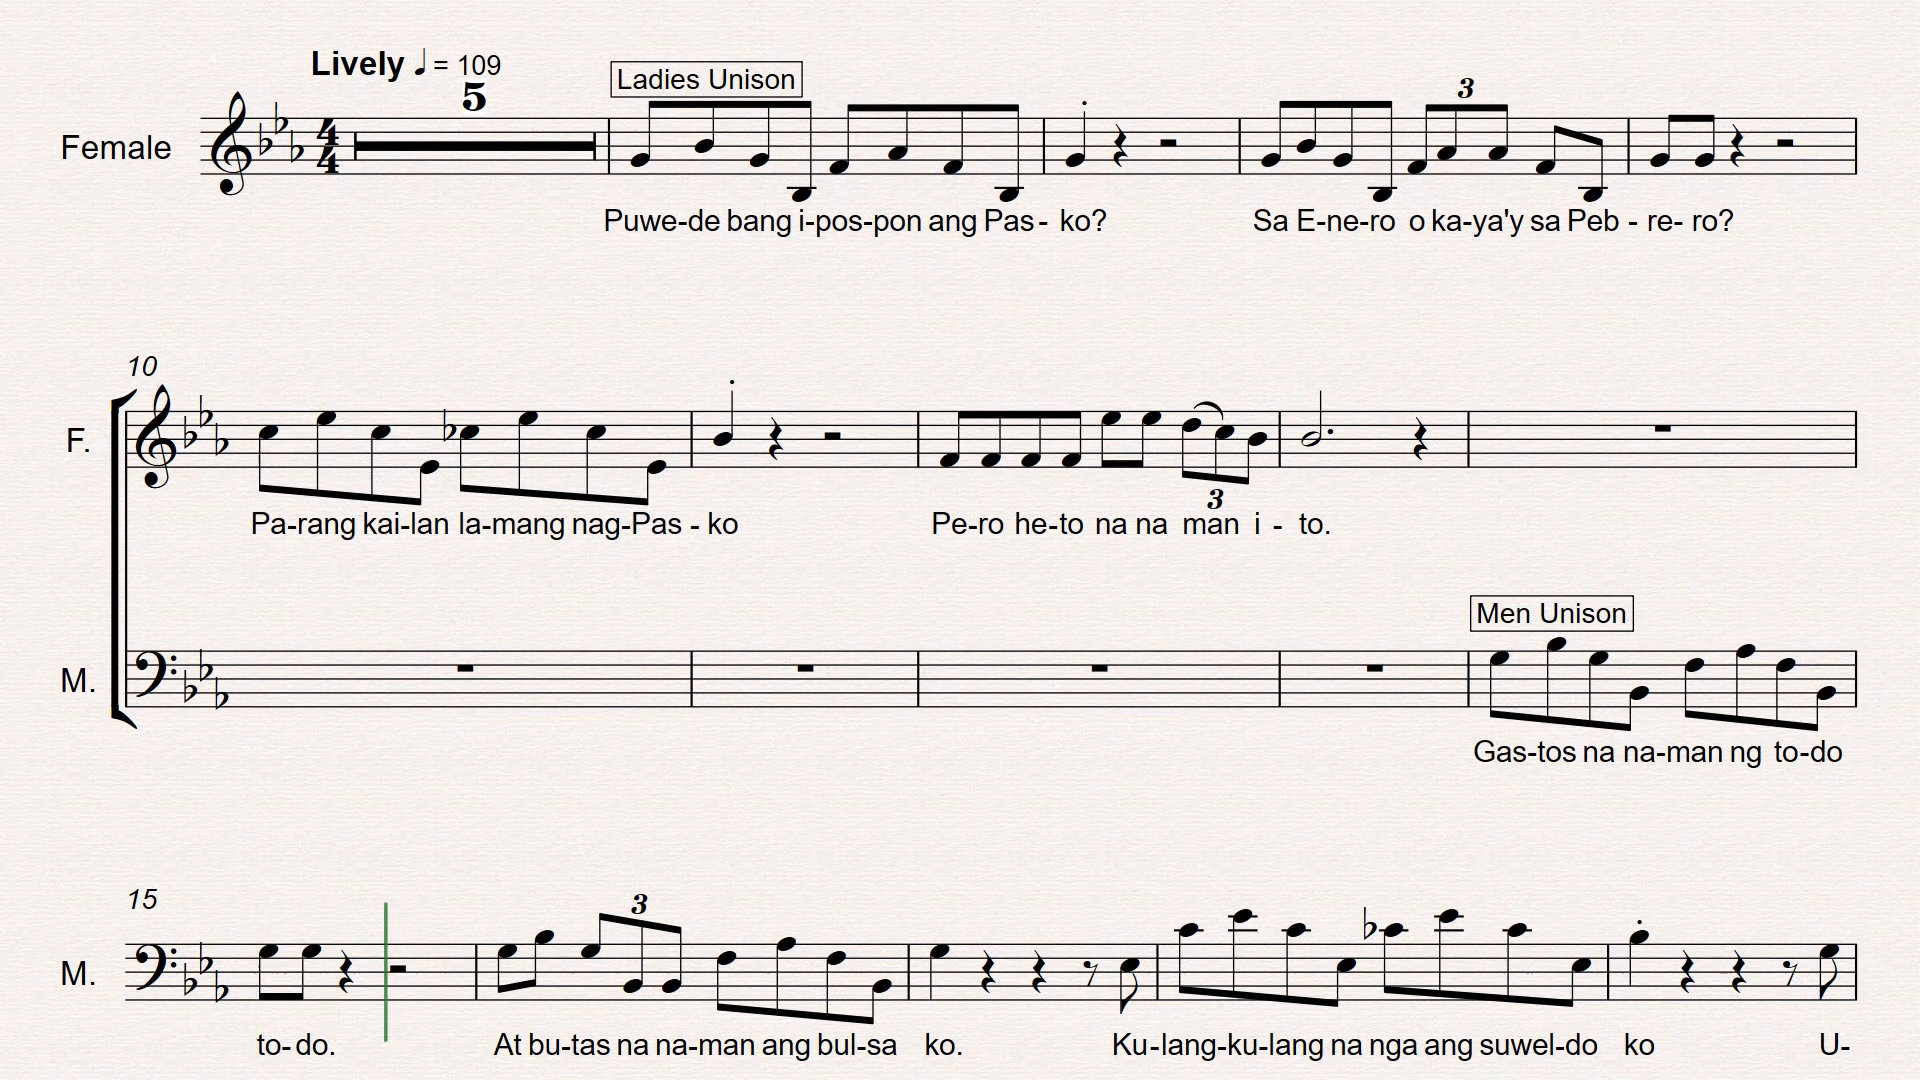 Lively ♩ = 109
5
Ladies Unison
3
Female
4
4
Puwe-de bang i-pos-pon ang Pas- ko? Sa E-ne-ro o ka-ya'y sa Peb - re- ro?
10
F.
3
Pa-rang kai-lan la-mang nag-Pas - ko Pe-ro he-to na na man i - to.
Men Unison
M.
Gas-tos na na-man ng to-do
15
3
M.
to-do. At bu-tas na na-man ang bul-sa ko. Ku-lang-ku-lang na nga ang suwel-do ko U-